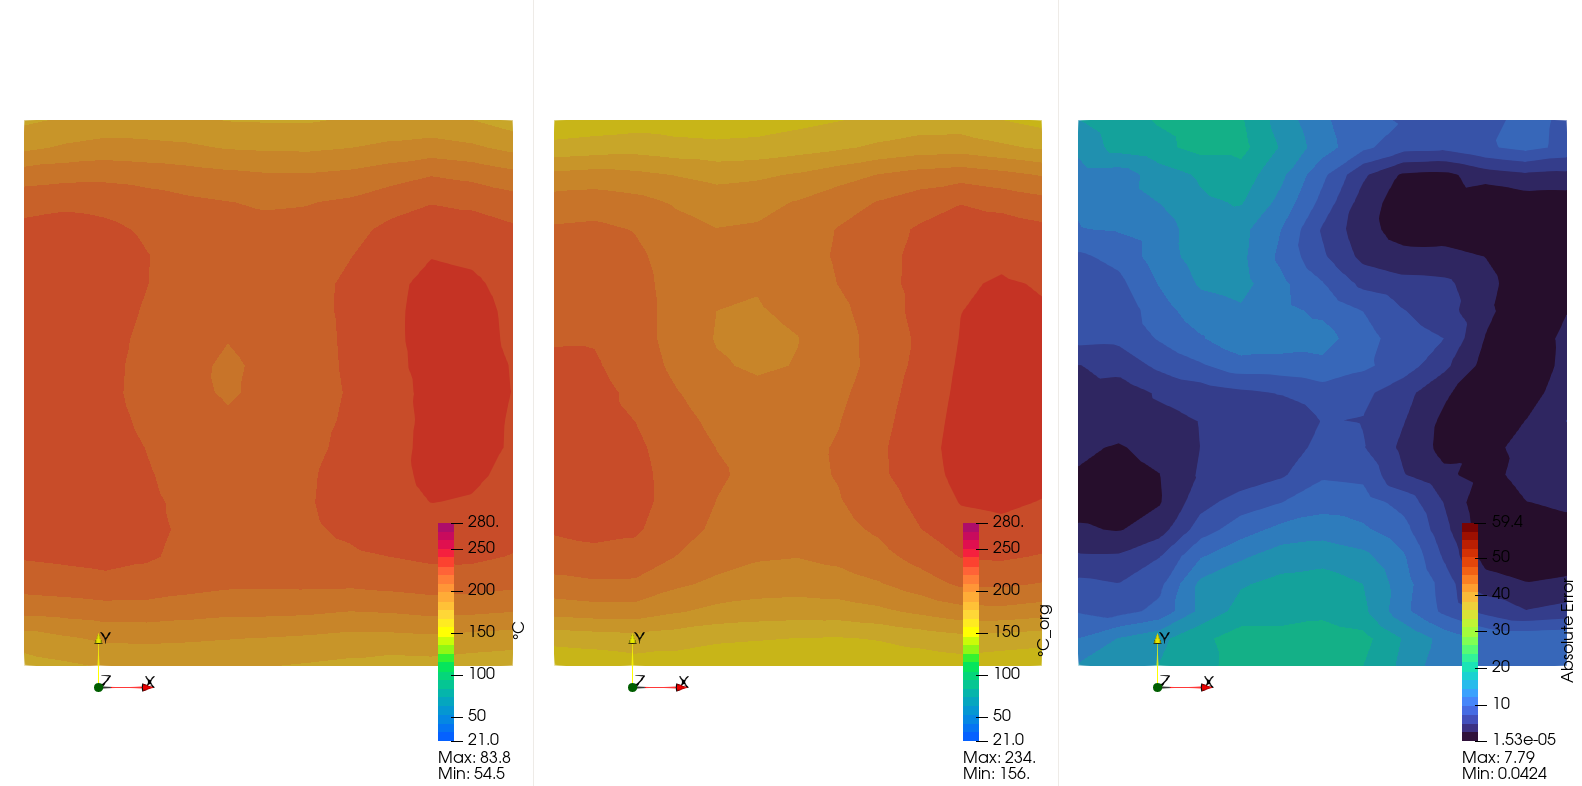 280.
250
200
150
100
50
21.0
°C
Max: 83.8
Min: 54.5
Y
Z
X
280.
250
200
150
100
50
21.0
°C_org
Max: 234.
Min: 156.
Y
Z
X
59.4
50
40
30
20
10
1.53e-05
Absolute Error
Max: 7.79
Min: 0.0424
Y
Z
X